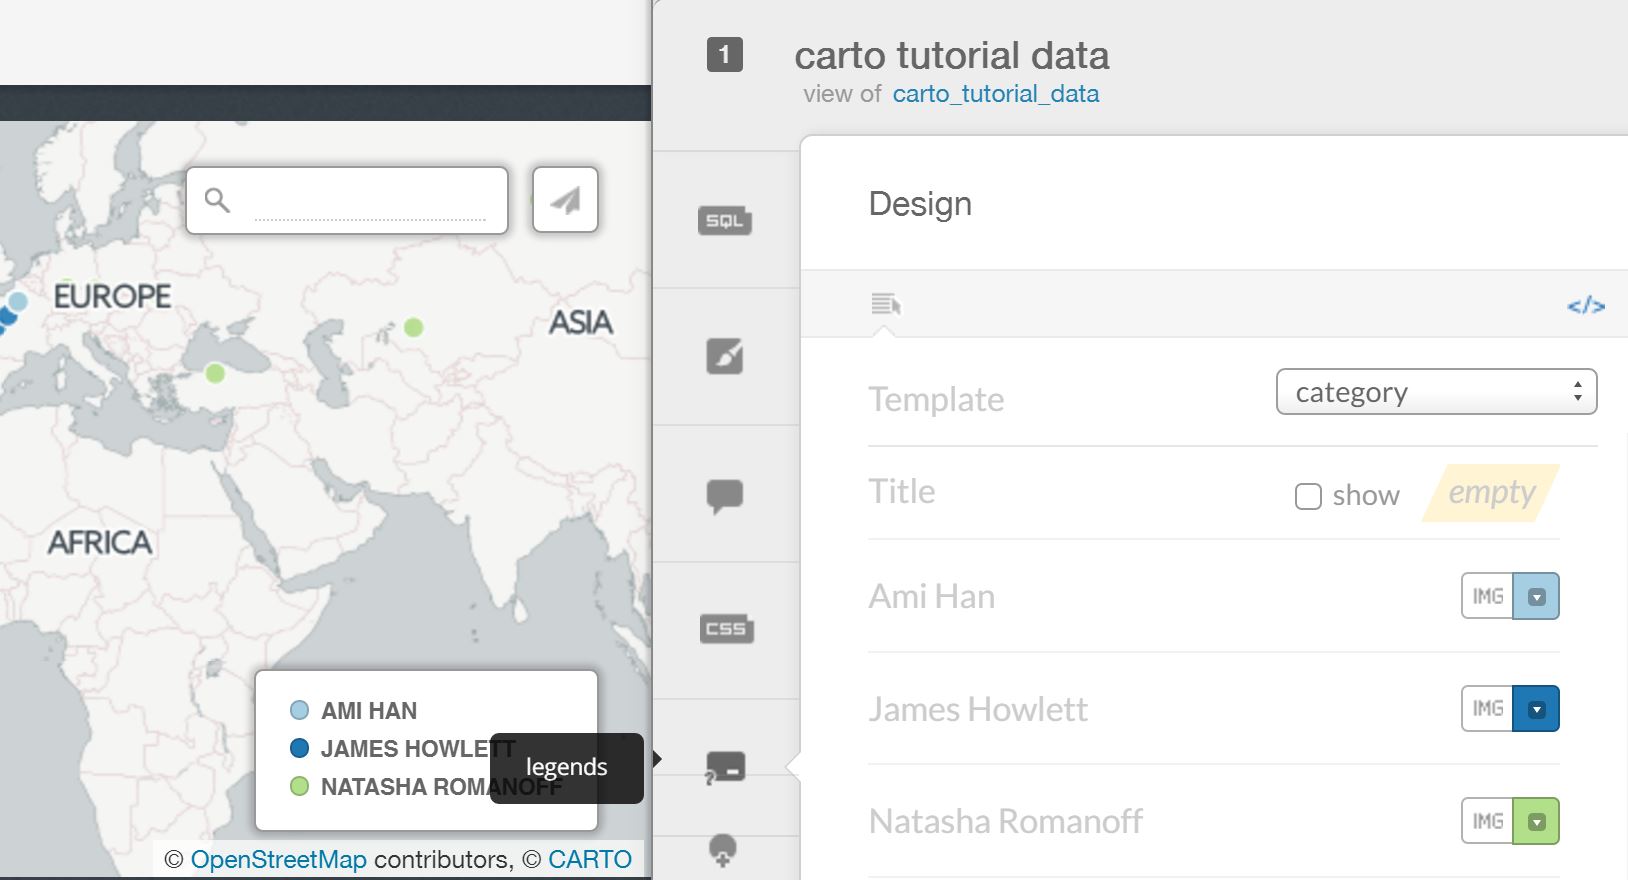 1
carto tutorial data
view of carto_tutorial_data
SQL
Design
</>
EUROPE
ASIA
Template
category
Title
show
empty
AFRICA
Ami Han
IMG
CSS
AMI HAN
JAMES HOWLETT
NATASHA ROMANOFF
legends
James Howlett
IMG
?
Natasha Romanoff
IMG
© OpenStreetMap contributors, © CARTO